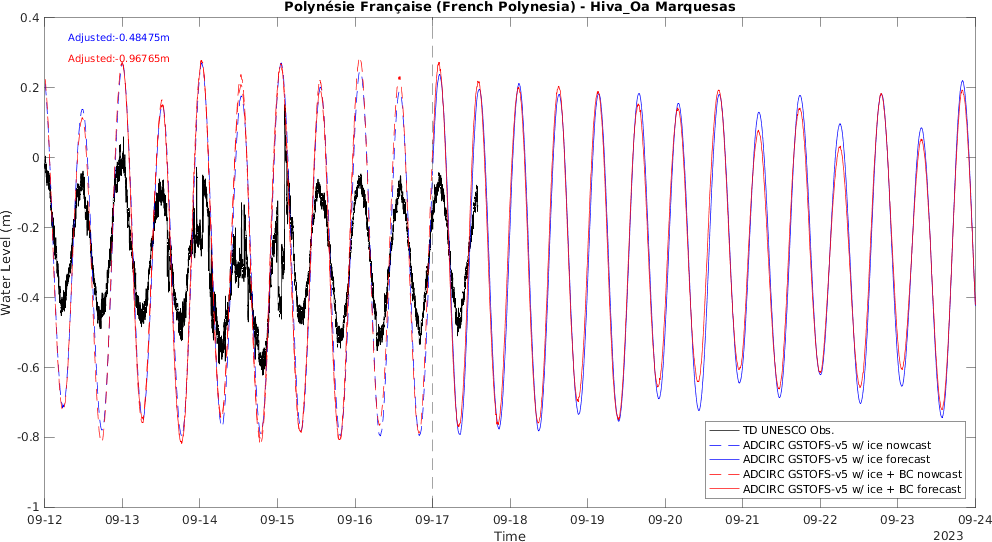 Polynésie Française (French Polynesia) - Hiva_Oa Marquesas
Adjusted:-0.48475m
Adjusted:-0.96765m
0.4
0.2
0
-0.2
-0.4
-0.6
-0.8
-1
Water Level (m)
TD UNESCO Obs.
ADCIRC GSTOFS-v5 w/ ice nowcast
ADCIRC GSTOFS-v5 w/ ice forecast
ADCIRC GSTOFS-v5 w/ ice + BC nowcast
ADCIRC GSTOFS-v5 w/ ice + BC forecast
09-12 09-13 09-14 09-15 09-16 09-17 09-18 09-19 09-20 09-21 09-22 09-23 09-24
Time
2023